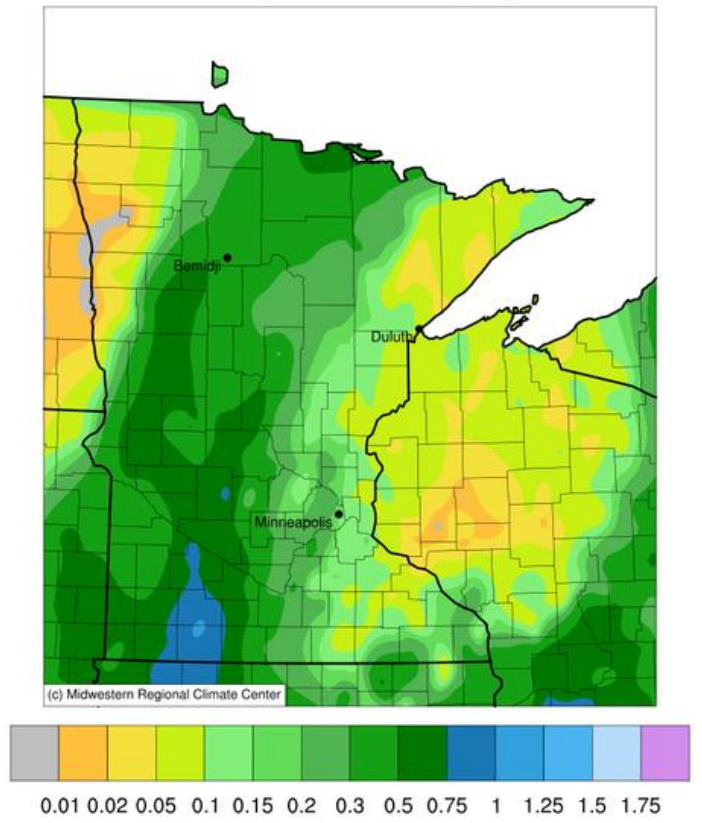 Bemidji
Duluth
Minneapolis
(c) Midwestern Regional Climate Center
0.01 0.02 0.05 0.1 0.15 0.2 0.3 0.5 0.75 1 1.25 1.5 1.75